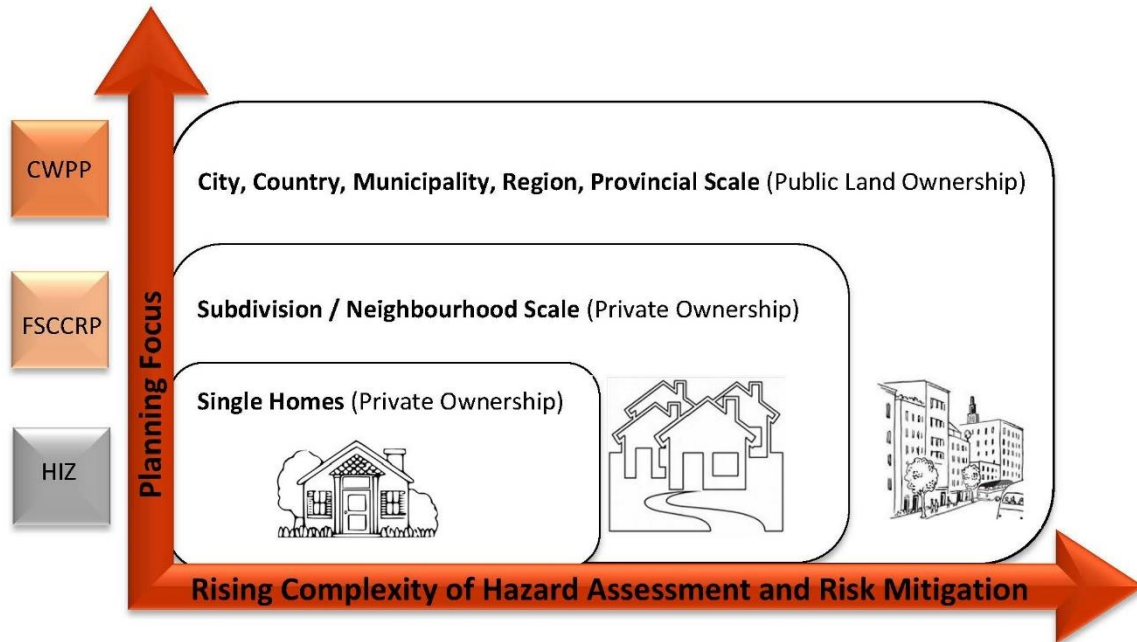 CWPP
City, Country, Municipality, Region, Provincial Scale (Public Land Ownership)
FSCCRP
Planning Focus
Subdivision / Neighbourhood Scale (Private Ownership)
Single Homes (Private Ownership)
HIZ
Rising Complexity of Hazard Assessment and Risk Mitigation